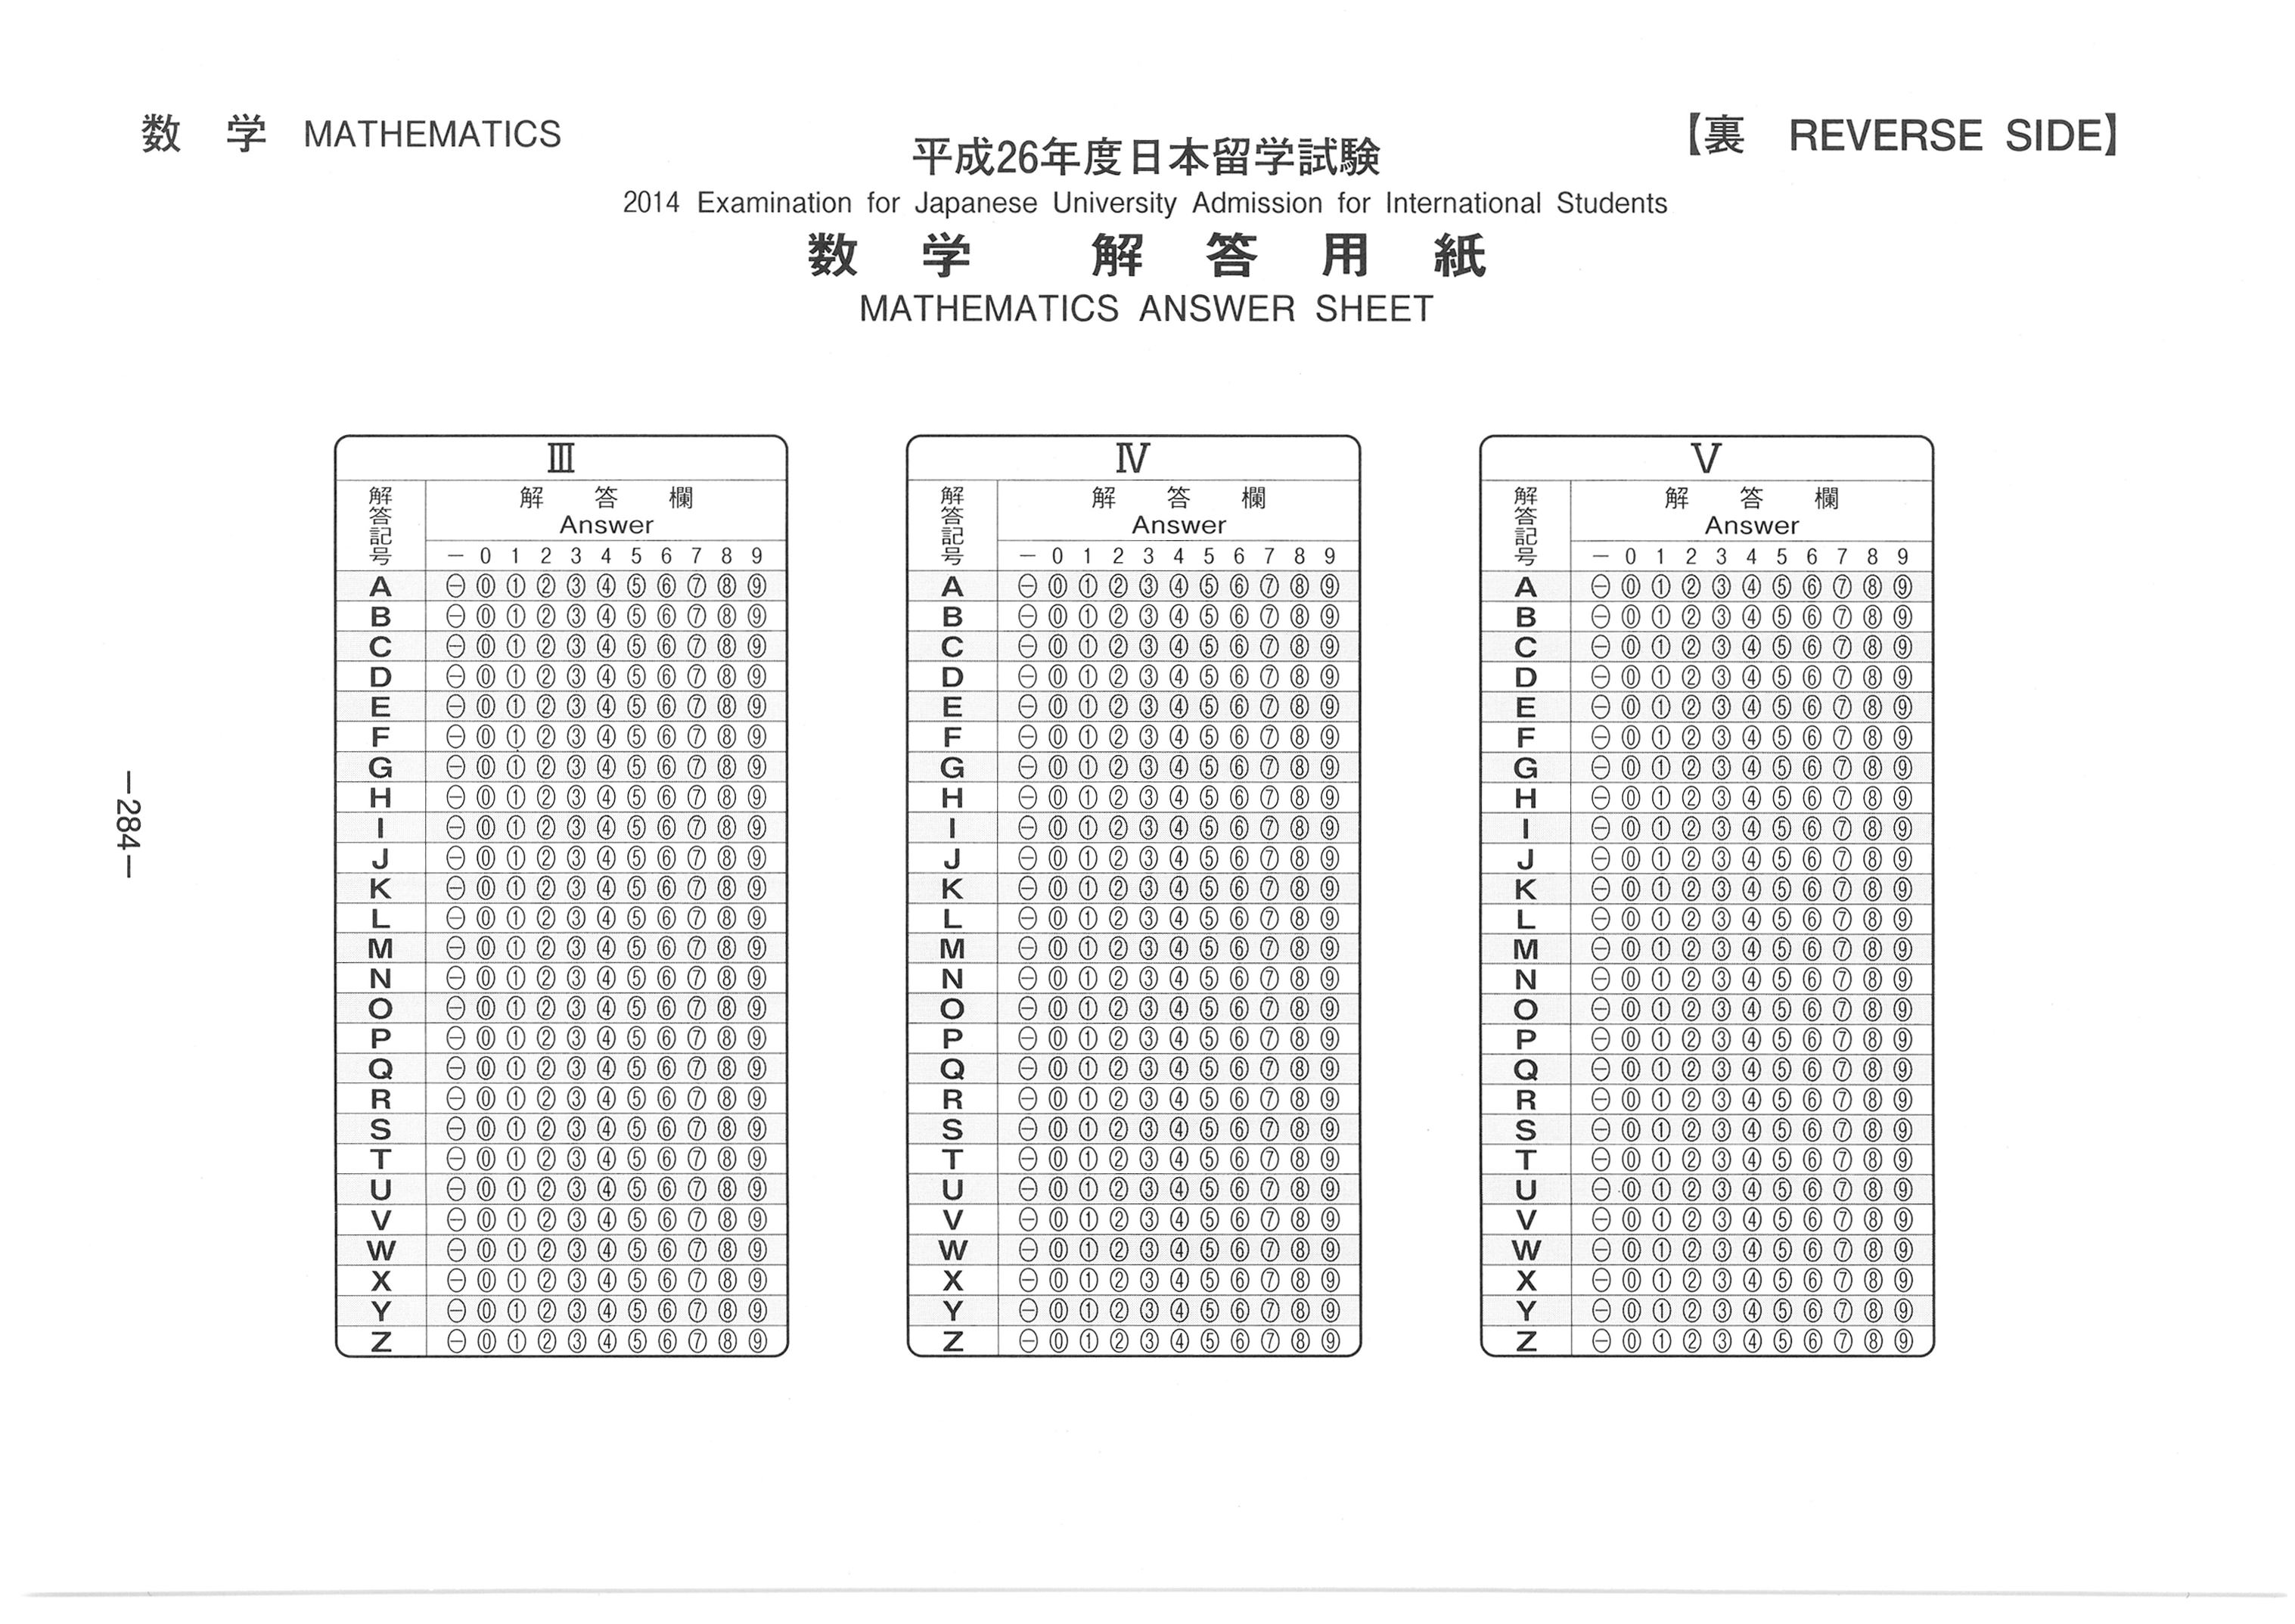 数 学 MATHEMATICS
【裏 REVERSE SIDE】
平成26年度日本留学試験
2014 Examination for Japanese University Admission for International Students
数 学 解 答 用 紙
MATHEMATICS ANSWER SHEET
Ⅲ
解答記号 解 答 欄
Answer
− 0 1 2 3 4 5 6 7 8 9
A ⊖ ⓪ ① ② ③ ④ ⑤ ⑥ ⑦ ⑧ ⑨
B ⊖ ⓪ ① ② ③ ④ ⑤ ⑥ ⑦ ⑧ ⑨
C ⊖ ⓪ ① ② ③ ④ ⑤ ⑥ ⑦ ⑧ ⑨
D ⊖ ⓪ ① ② ③ ④ ⑤ ⑥ ⑦ ⑧ ⑨
E ⊖ ⓪ ① ② ③ ④ ⑤ ⑥ ⑦ ⑧ ⑨
F ⊖ ⓪ ① ② ③ ④ ⑤ ⑥ ⑦ ⑧ ⑨
G ⊖ ⓪ ① ② ③ ④ ⑤ ⑥ ⑦ ⑧ ⑨
H ⊖ ⓪ ① ② ③ ④ ⑤ ⑥ ⑦ ⑧ ⑨
I ⊖ ⓪ ① ② ③ ④ ⑤ ⑥ ⑦ ⑧ ⑨
J ⊖ ⓪ ① ② ③ ④ ⑤ ⑥ ⑦ ⑧ ⑨
K ⊖ ⓪ ① ② ③ ④ ⑤ ⑥ ⑦ ⑧ ⑨
L ⊖ ⓪ ① ② ③ ④ ⑤ ⑥ ⑦ ⑧ ⑨
M ⊖ ⓪ ① ② ③ ④ ⑤ ⑥ ⑦ ⑧ ⑨
N ⊖ ⓪ ① ② ③ ④ ⑤ ⑥ ⑦ ⑧ ⑨
O ⊖ ⓪ ① ② ③ ④ ⑤ ⑥ ⑦ ⑧ ⑨
P ⊖ ⓪ ① ② ③ ④ ⑤ ⑥ ⑦ ⑧ ⑨
Q ⊖ ⓪ ① ② ③ ④ ⑤ ⑥ ⑦ ⑧ ⑨
R ⊖ ⓪ ① ② ③ ④ ⑤ ⑥ ⑦ ⑧ ⑨
S ⊖ ⓪ ① ② ③ ④ ⑤ ⑥ ⑦ ⑧ ⑨
T ⊖ ⓪ ① ② ③ ④ ⑤ ⑥ ⑦ ⑧ ⑨
U ⊖ ⓪ ① ② ③ ④ ⑤ ⑥ ⑦ ⑧ ⑨
V ⊖ ⓪ ① ② ③ ④ ⑤ ⑥ ⑦ ⑧ ⑨
W ⊖ ⓪ ① ② ③ ④ ⑤ ⑥ ⑦ ⑧ ⑨
X ⊖ ⓪ ① ② ③ ④ ⑤ ⑥ ⑦ ⑧ ⑨
Y ⊖ ⓪ ① ② ③ ④ ⑤ ⑥ ⑦ ⑧ ⑨
Z ⊖ ⓪ ① ② ③ ④ ⑤ ⑥ ⑦ ⑧ ⑨
Ⅳ
解答記号 解 答 欄
Answer
− 0 1 2 3 4 5 6 7 8 9
A ⊖ ⓪ ① ② ③ ④ ⑤ ⑥ ⑦ ⑧ ⑨
B ⊖ ⓪ ① ② ③ ④ ⑤ ⑥ ⑦ ⑧ ⑨
C ⊖ ⓪ ① ② ③ ④ ⑤ ⑥ ⑦ ⑧ ⑨
D ⊖ ⓪ ① ② ③ ④ ⑤ ⑥ ⑦ ⑧ ⑨
E ⊖ ⓪ ① ② ③ ④ ⑤ ⑥ ⑦ ⑧ ⑨
F ⊖ ⓪ ① ② ③ ④ ⑤ ⑥ ⑦ ⑧ ⑨
G ⊖ ⓪ ① ② ③ ④ ⑤ ⑥ ⑦ ⑧ ⑨
H ⊖ ⓪ ① ② ③ ④ ⑤ ⑥ ⑦ ⑧ ⑨
I ⊖ ⓪ ① ② ③ ④ ⑤ ⑥ ⑦ ⑧ ⑨
J ⊖ ⓪ ① ② ③ ④ ⑤ ⑥ ⑦ ⑧ ⑨
K ⊖ ⓪ ① ② ③ ④ ⑤ ⑥ ⑦ ⑧ ⑨
L ⊖ ⓪ ① ② ③ ④ ⑤ ⑥ ⑦ ⑧ ⑨
M ⊖ ⓪ ① ② ③ ④ ⑤ ⑥ ⑦ ⑧ ⑨
N ⊖ ⓪ ① ② ③ ④ ⑤ ⑥ ⑦ ⑧ ⑨
O ⊖ ⓪ ① ② ③ ④ ⑤ ⑥ ⑦ ⑧ ⑨
P ⊖ ⓪ ① ② ③ ④ ⑤ ⑥ ⑦ ⑧ ⑨
Q ⊖ ⓪ ① ② ③ ④ ⑤ ⑥ ⑦ ⑧ ⑨
R ⊖ ⓪ ① ② ③ ④ ⑤ ⑥ ⑦ ⑧ ⑨
S ⊖ ⓪ ① ② ③ ④ ⑤ ⑥ ⑦ ⑧ ⑨
T ⊖ ⓪ ① ② ③ ④ ⑤ ⑥ ⑦ ⑧ ⑨
U ⊖ ⓪ ① ② ③ ④ ⑤ ⑥ ⑦ ⑧ ⑨
V ⊖ ⓪ ① ② ③ ④ ⑤ ⑥ ⑦ ⑧ ⑨
W ⊖ ⓪ ① ② ③ ④ ⑤ ⑥ ⑦ ⑧ ⑨
X ⊖ ⓪ ① ② ③ ④ ⑤ ⑥ ⑦ ⑧ ⑨
Y ⊖ ⓪ ① ② ③ ④ ⑤ ⑥ ⑦ ⑧ ⑨
Z ⊖ ⓪ ① ② ③ ④ ⑤ ⑥ ⑦ ⑧ ⑨
Ⅴ
解答記号 解 答 欄
Answer
− 0 1 2 3 4 5 6 7 8 9
A ⊖ ⓪ ① ② ③ ④ ⑤ ⑥ ⑦ ⑧ ⑨
B ⊖ ⓪ ① ② ③ ④ ⑤ ⑥ ⑦ ⑧ ⑨
C ⊖ ⓪ ① ② ③ ④ ⑤ ⑥ ⑦ ⑧ ⑨
D ⊖ ⓪ ① ② ③ ④ ⑤ ⑥ ⑦ ⑧ ⑨
E ⊖ ⓪ ① ② ③ ④ ⑤ ⑥ ⑦ ⑧ ⑨
F ⊖ ⓪ ① ② ③ ④ ⑤ ⑥ ⑦ ⑧ ⑨
G ⊖ ⓪ ① ② ③ ④ ⑤ ⑥ ⑦ ⑧ ⑨
H ⊖ ⓪ ① ② ③ ④ ⑤ ⑥ ⑦ ⑧ ⑨
I ⊖ ⓪ ① ② ③ ④ ⑤ ⑥ ⑦ ⑧ ⑨
J ⊖ ⓪ ① ② ③ ④ ⑤ ⑥ ⑦ ⑧ ⑨
K ⊖ ⓪ ① ② ③ ④ ⑤ ⑥ ⑦ ⑧ ⑨
L ⊖ ⓪ ① ② ③ ④ ⑤ ⑥ ⑦ ⑧ ⑨
M ⊖ ⓪ ① ② ③ ④ ⑤ ⑥ ⑦ ⑧ ⑨
N ⊖ ⓪ ① ② ③ ④ ⑤ ⑥ ⑦ ⑧ ⑨
O ⊖ ⓪ ① ② ③ ④ ⑤ ⑥ ⑦ ⑧ ⑨
P ⊖ ⓪ ① ② ③ ④ ⑤ ⑥ ⑦ ⑧ ⑨
Q ⊖ ⓪ ① ② ③ ④ ⑤ ⑥ ⑦ ⑧ ⑨
R ⊖ ⓪ ① ② ③ ④ ⑤ ⑥ ⑦ ⑧ ⑨
S ⊖ ⓪ ① ② ③ ④ ⑤ ⑥ ⑦ ⑧ ⑨
T ⊖ ⓪ ① ② ③ ④ ⑤ ⑥ ⑦ ⑧ ⑨
U ⊖ ⓪ ① ② ③ ④ ⑤ ⑥ ⑦ ⑧ ⑨
V ⊖ ⓪ ① ② ③ ④ ⑤ ⑥ ⑦ ⑧ ⑨
W ⊖ ⓪ ① ② ③ ④ ⑤ ⑥ ⑦ ⑧ ⑨
X ⊖ ⓪ ① ② ③ ④ ⑤ ⑥ ⑦ ⑧ ⑨
Y ⊖ ⓪ ① ② ③ ④ ⑤ ⑥ ⑦ ⑧ ⑨
Z ⊖ ⓪ ① ② ③ ④ ⑤ ⑥ ⑦ ⑧ ⑨
−284−